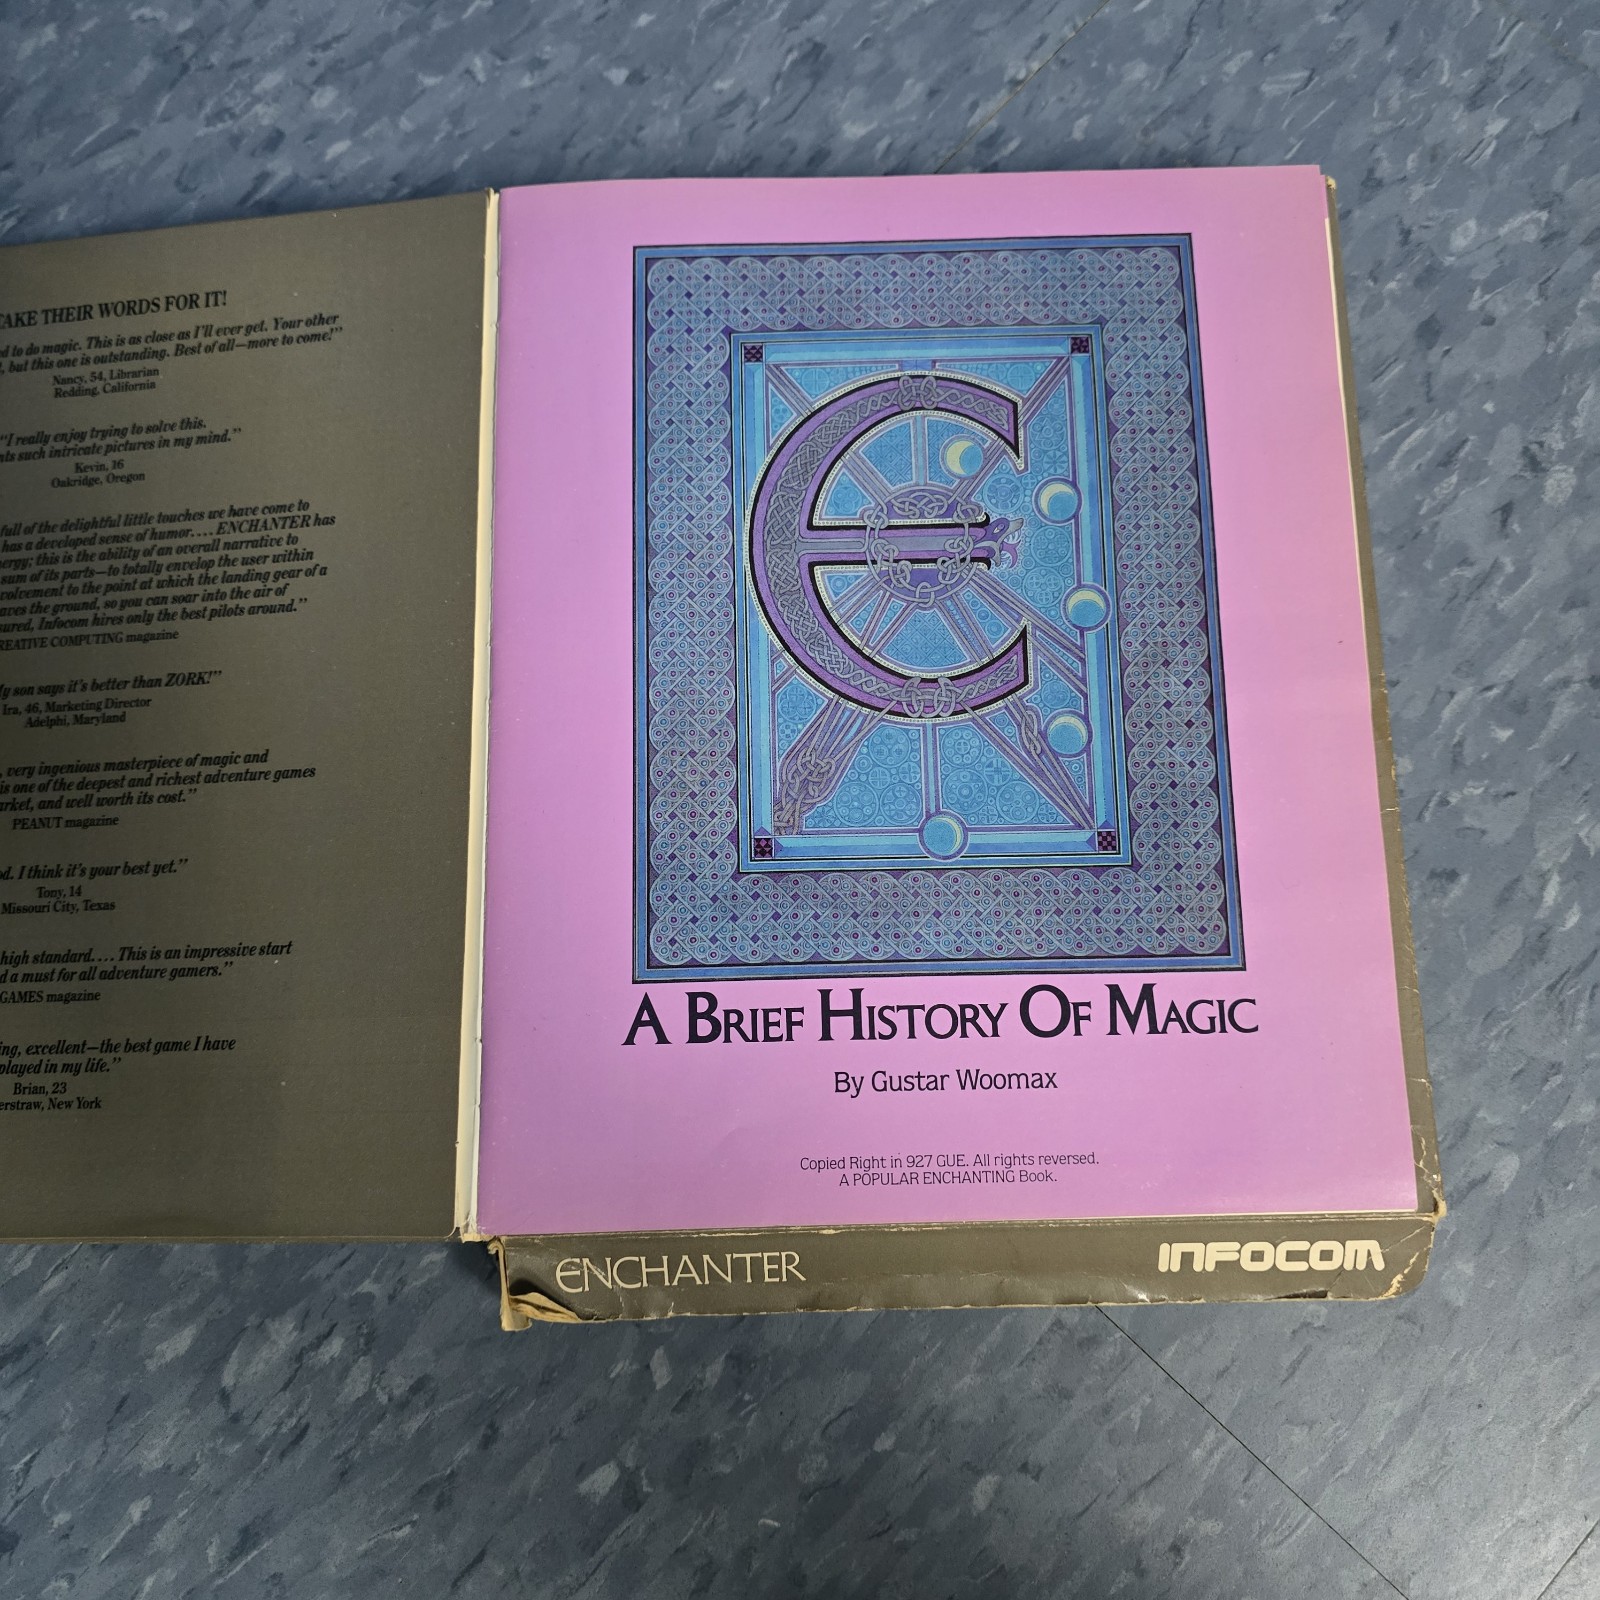 TAKE THEIR WORDS FOR IT!
to do magic. This is as close as I'll ever get. Your other
but this one is outstanding. Best of all—more to come!"
Nancy, 54, Librarian
Redding, California
"I really enjoy trying to solve this.
such intricate pictures in my mind."
Kevin, 16
Oakridge, Oregon
full of the delightful little touches we have come to
has a developed sense of humor.... ENCHANTER has
this is the ability of an overall narrative to
sum of its parts—to totally envelop the user within
to the point at which the landing gear of a
the ground, so you can soar into the air of
Infocom hires only the best pilots around."
CREATIVE COMPUTING magazine
My son says it's better than ZORK!"
Ira, 46, Marketing Director
Adelphi, Maryland
very ingenious masterpiece of magic and
is one of the deepest and richest adventure games
and well worth its cost."
PEANUT magazine
I think it's your best yet."
Tony, 14
Missouri City, Texas
high standard.... This is an impressive start
a must for all adventure gamers."
GAMES magazine
excellent—the best game I have
played in my life."
Brian, 23
New York
A BRIEF HISTORY OF MAGIC
By Gustar Woomax
Copied Right in 927 GUE. All rights reversed.
A POPULAR ENCHANTING Book.
ENCHANTER INFOCOM